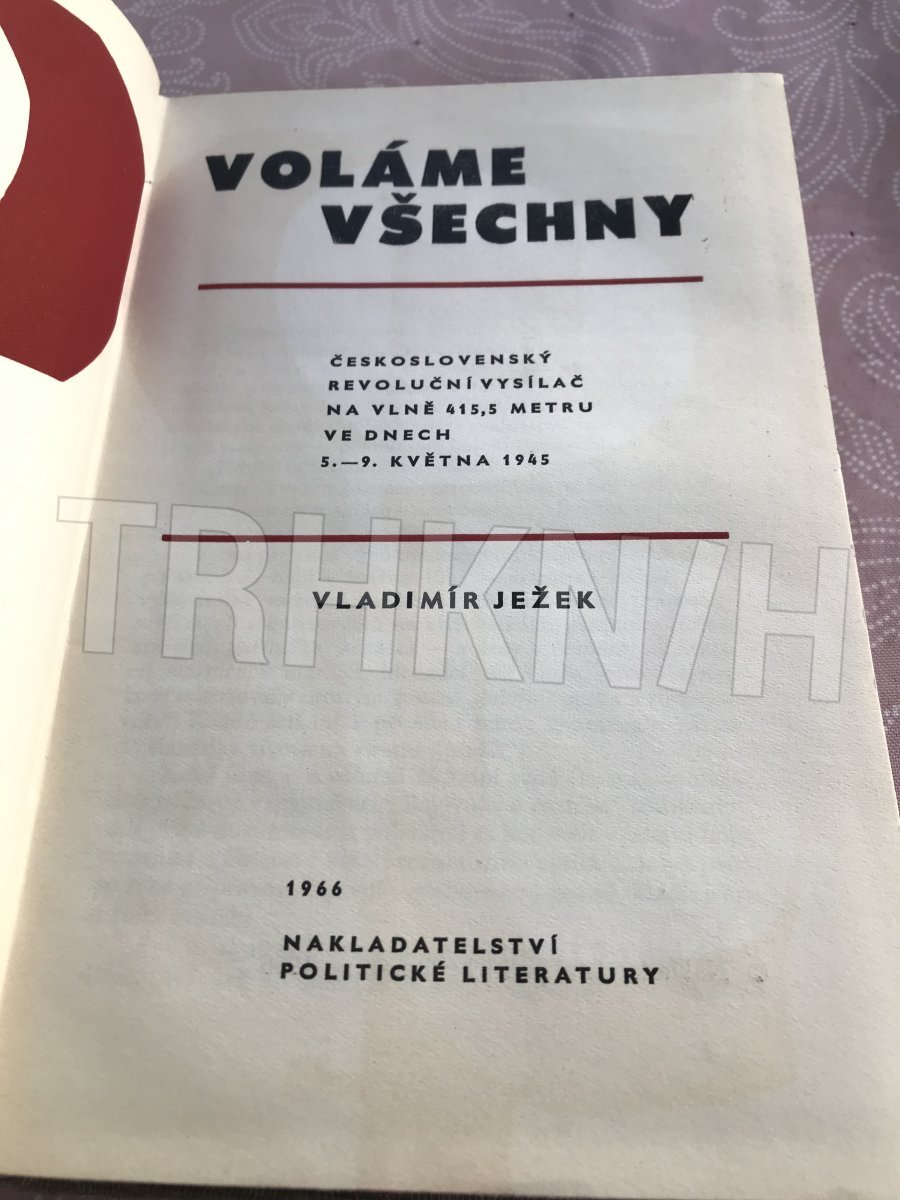 VOLÁME
VŠECHNY
ČESKOSLOVENSKÝ
REVOLUČNÍ VYSÍLAČ
NA VLNĚ 415,5 METRU
VE DNECH
5.—9. KVĚTNA 1945
TRHKNIH
VLADIMÍR JEŽEK
1966
NAKLADATELSTVÍ
POLITICKÉ LITERATURY